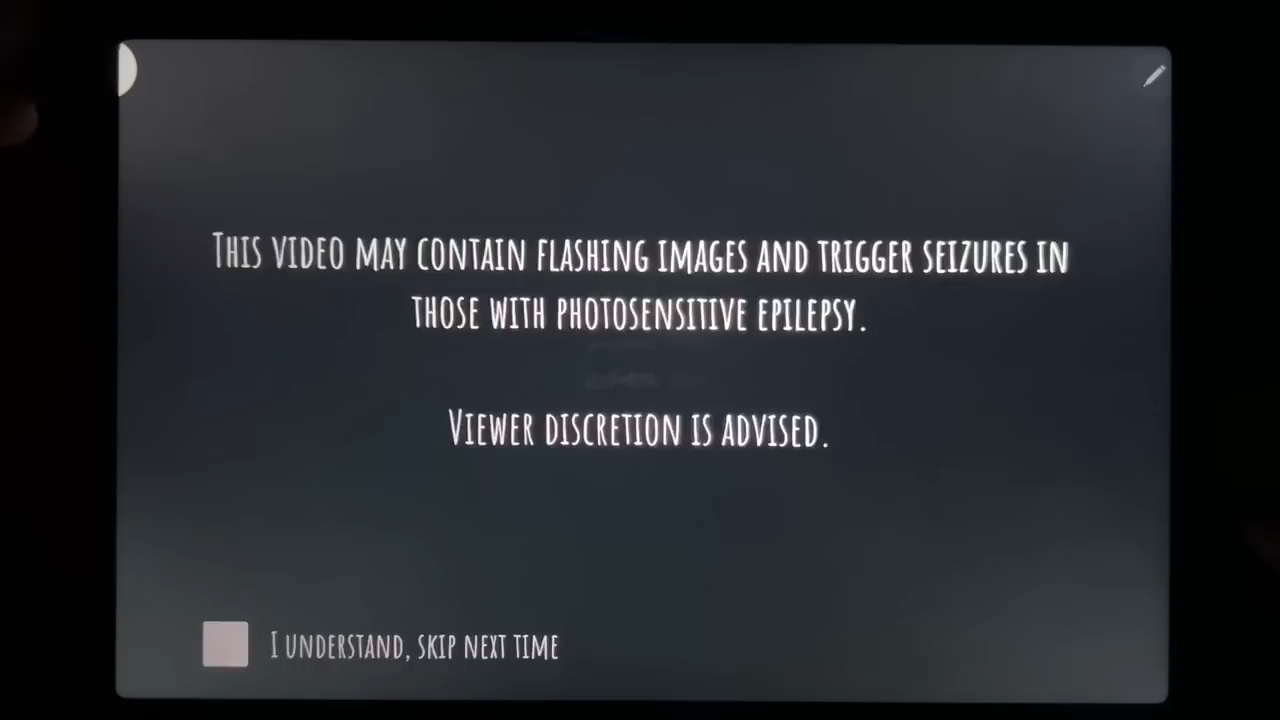 This video may contain flashing images and trigger seizures in
those with photosensitive epilepsy.
Viewer discretion is advised.
I understand, skip next time